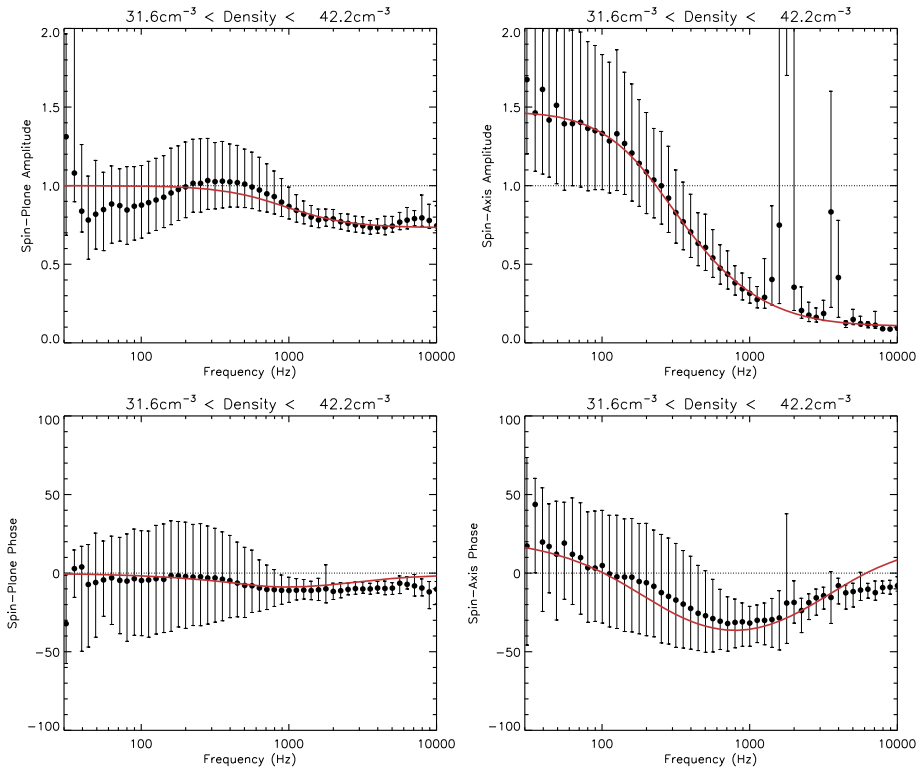 31.6cm⁻³ < Density < 42.2cm⁻³
Spin-Plane Amplitude
2.0
1.5
1.0
0.5
0.0
100 1000 10000
Frequency (Hz)
31.6cm⁻³ < Density < 42.2cm⁻³
Spin-Axis Amplitude
2.0
1.5
1.0
0.5
0.0
100 1000 10000
Frequency (Hz)
31.6cm⁻³ < Density < 42.2cm⁻³
Spin-Plane Phase
100
50
0
-50
-100
100 1000 10000
Frequency (Hz)
31.6cm⁻³ < Density < 42.2cm⁻³
Spin-Axis Phase
100
50
0
-50
-100
100 1000 10000
Frequency (Hz)